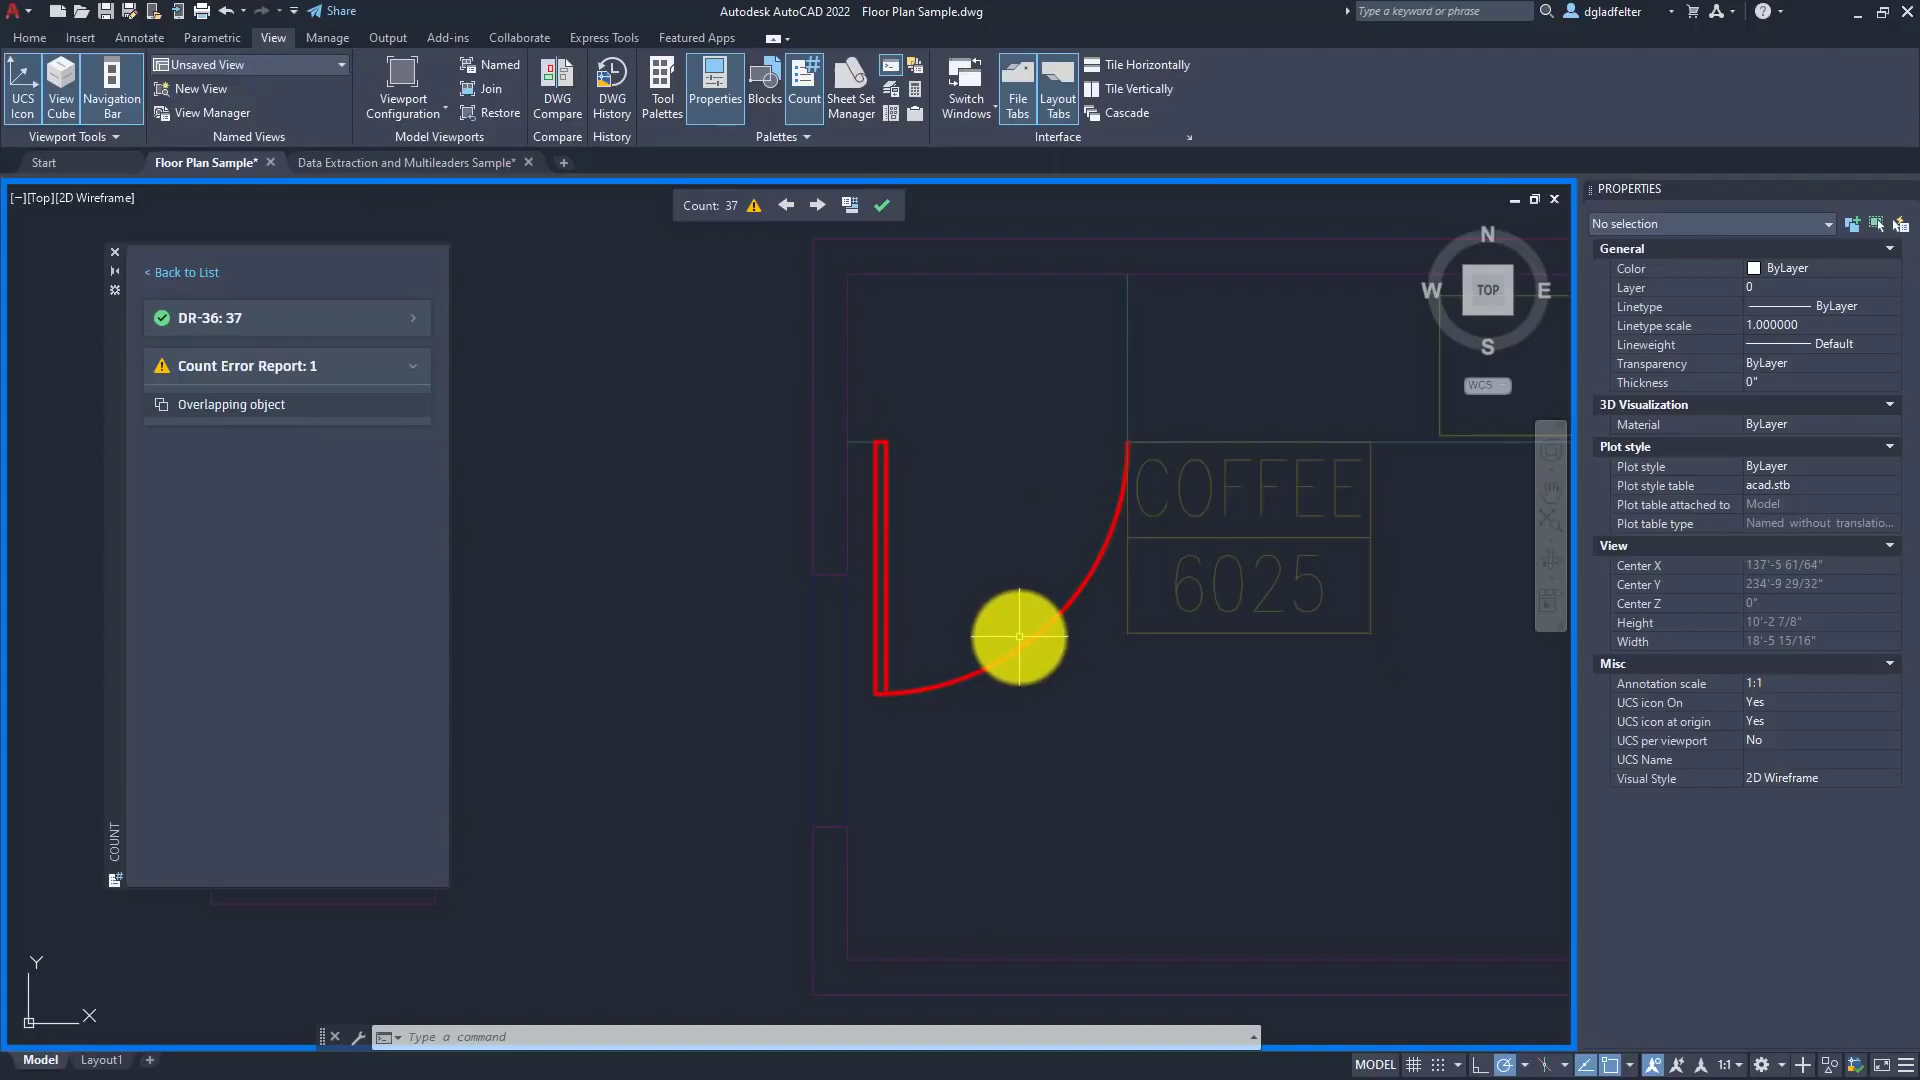 Share
Autodesk AutoCAD 2022 Floor Plan Sample.dwg
Type a keyword or phrase
dgladfelter
Home Insert Annotate Parametric View Manage Output Add-ins Collaborate Express Tools Featured Apps
UCS Icon
View Cube
Navigation Bar
Viewport Tools
Unsaved View
New View
View Manager
Named Views
Viewport Configuration
Named
Join
Restore
Model Viewports
DWG Compare
Compare
DWG History
History
Tool Palettes
Properties
Blocks
Count
Sheet Set Manager
Palettes
Switch Windows
File Tabs
Layout Tabs
Tile Horizontally
Tile Vertically
Cascade
Interface
Start
Floor Plan Sample*
Data Extraction and Multileaders Sample*
[−][Top][2D Wireframe]
Count: 37
< Back to List
DR-36: 37
Count Error Report: 1
Overlapping object
COUNT
COFFEE
6025
N
W TOP E
S
WCS
Y
X
Type a command
Model Layout1
PROPERTIES
No selection
General
Color ByLayer
Layer 0
Linetype ByLayer
Linetype scale 1.000000
Lineweight Default
Transparency ByLayer
Thickness 0"
3D Visualization
Material ByLayer
Plot style
Plot style ByLayer
Plot style table acad.stb
Plot table attached to Model
Plot table type Named without translatio...
View
Center X 137'-5 61/64"
Center Y 234'-9 29/32"
Center Z 0"
Height 10'-2 7/8"
Width 18'-5 15/16"
Misc
Annotation scale 1:1
UCS icon On Yes
UCS icon at origin Yes
UCS per viewport No
UCS Name
Visual Style 2D Wireframe
MODEL
1:1